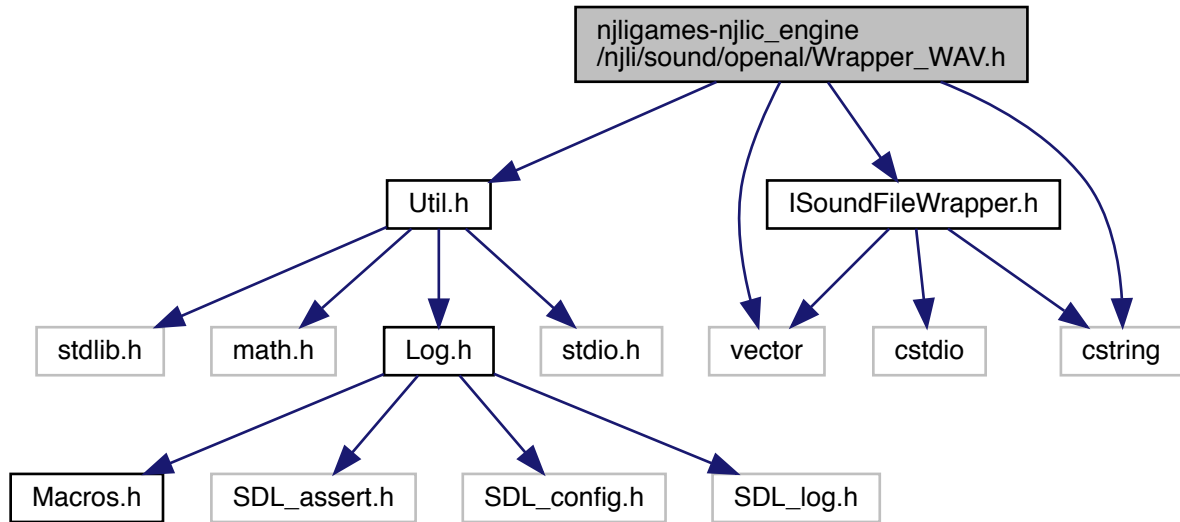 njligames-njlic_engine
/njli/sound/openal/Wrapper_WAV.h
Util.h
ISoundFileWrapper.h
stdlib.h
math.h
Log.h
stdio.h
vector
cstdio
cstring
Macros.h
SDL_assert.h
SDL_config.h
SDL_log.h